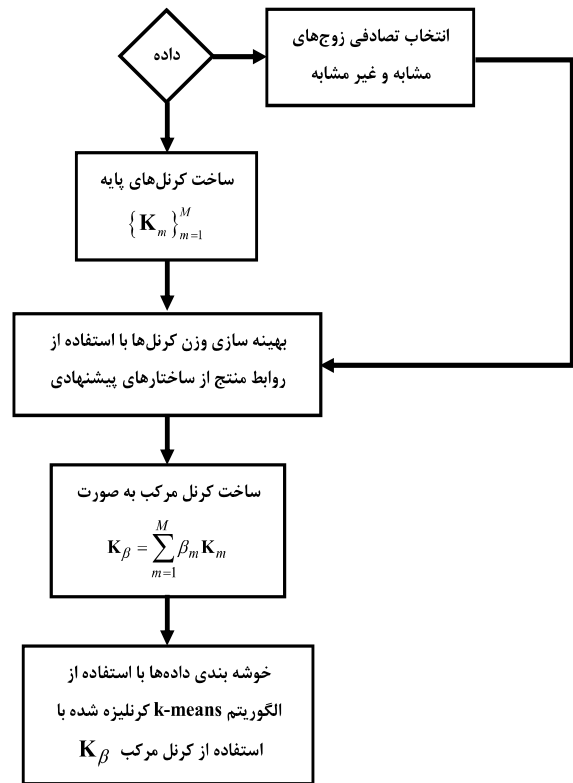 داده
انتخاب تصادفی زوج‌های
مشابه و غیر مشابه
ساخت کرنل‌های پایه
{K_m}_{m=1}^{M}
بهینه سازی وزن کرنل‌ها با استفاده از
روابط منتج از ساختارهای پیشنهادی
ساخت کرنل مرکب به صورت
K_β = ∑_{m=1}^{M} β_m K_m
خوشه بندی داده‌ها با استفاده از
الگوریتم k-means کرنلیزه شده با
استفاده از کرنل مرکب K_β